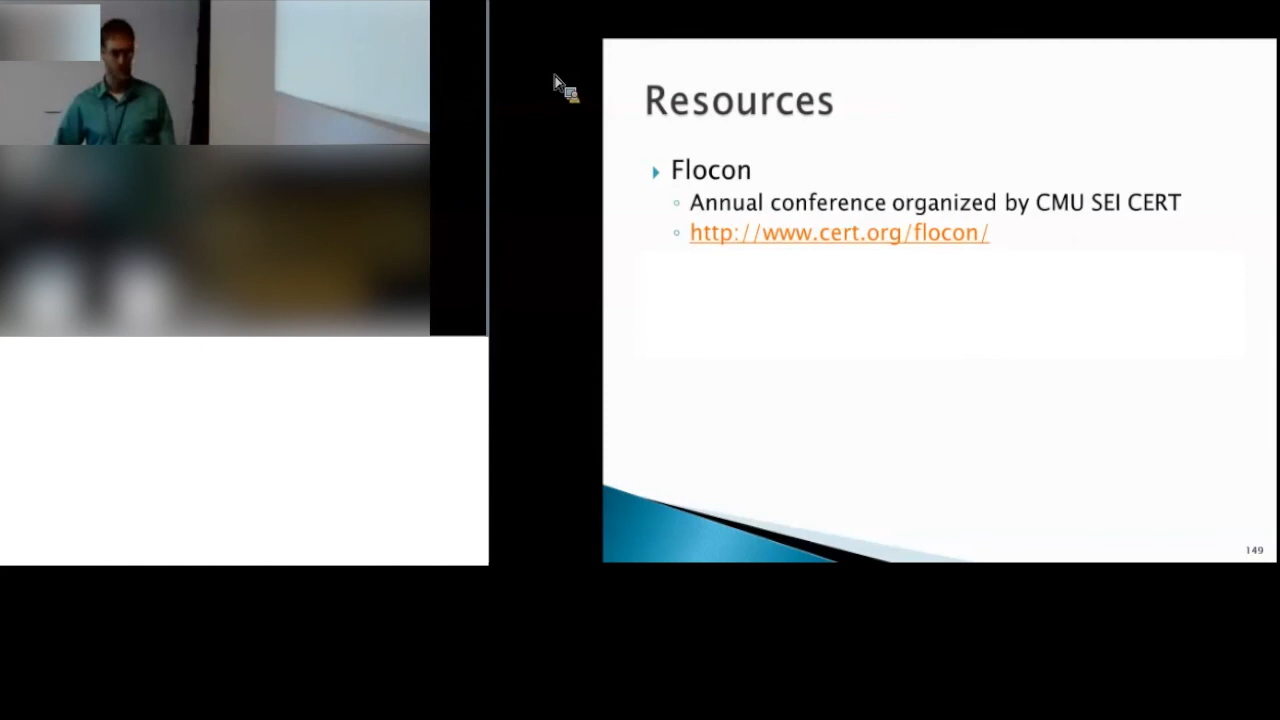 Resources
Flocon
Annual conference organized by CMU SEI CERT
http://www.cert.org/flocon/
149